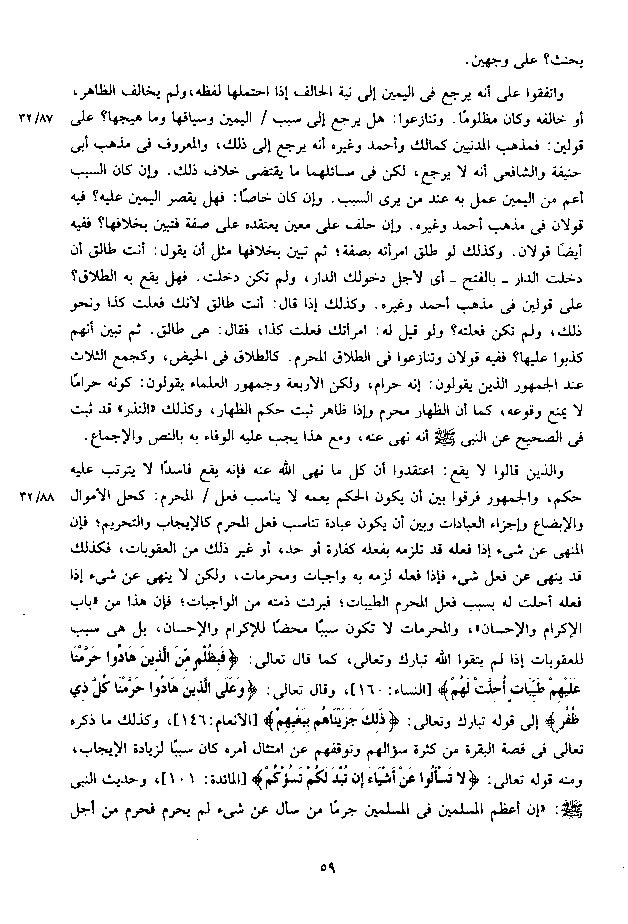 يحنث؟ على وجهين.
واتفقوا على أنه يرجع فى اليمين إلى نية الحالف إذا احتملها لفظه، ولم يخالف الظاهر،
٣٢/٨٧ أو خالفه وكان مظلومًا. وتنازعوا: هل يرجع إلى سبب / اليمين وسياقها وما هيجها؟ على
قولين: فمذهب المدنيين كمالك وأحمد وغيره أنه يرجع إلى ذلك، والمعروف فى مذهب أبى
حنيفة والشافعى أنه لا يرجع، لكن فى مسائلهما ما يقتضى خلاف ذلك. وإن كان السبب
أعم من اليمين عمل به عند من يرى السبب. وإن كان خاصًا: فهل يقصر اليمين عليه؟ فيه
قولان فى مذهب أحمد وغيره. وإن حلف على معين يعتقده على صفة فتبين بخلافها؟ ففيه
أيضًا قولان. وكذلك لو طلق امرأته بصفة؛ ثم تبين بخلافها مثل أن يقول: أنت طالق أن
دخلت الدار ـ بالفتح ـ أى لأجل دخولك الدار، ولم تكن دخلت. فهل يقع به الطلاق؟
على قولين فى مذهب أحمد وغيره. وكذلك إذا قال: أنت طالق لأنك فعلت كذا ونحو
ذلك، ولم تكن فعلته؟ ولو قيل له: امرأتك فعلت كذا، فقال: هى طالق. ثم تبين أنهم
كذبوا عليها؟ ففيه قولان وتنازعوا فى الطلاق المحرم. كالطلاق فى الحيض، وكجمع الثلاث
عند الجمهور الذين يقولون: إنه حرام، ولكن الأربعة وجمهور العلماء يقولون: كونه حرامًا
لا يمنع وقوعه، كما أن الظهار محرم وإذا ظاهر ثبت حكم الظهار، وكذلك «النذر» قد ثبت
فى الصحيح عن النبى ﷺ أنه نهى عنه، ومع هذا يجب عليه الوفاء به بالنص والإجماع.
والذين قالوا لا يقع: اعتقدوا أن كل ما نهى الله عنه فإنه يقع فاسدًا لا يترتب عليه
٣٢/٨٨ حكم، والجمهور فرقوا بين أن يكون الحكم يعمه لا يناسب فعل / المحرم: كحل الأموال
والإبضاع وإجزاء العبادات وبين أن يكون عبادة تناسب فعل المحرم كالإيجاب والتحريم؛ فإن
المنهى عن شىء إذا فعله قد تلزمه بفعله كفارة أو حد، أو غير ذلك من العقوبات، فكذلك
قد ينهى عن فعل شىء فإذا فعله لزمه به واجبات ومحرمات، ولكن لا ينهى عن شىء إذا
فعله أحلت له بسبب فعل المحرم الطيبات؛ فبرئت ذمته من الواجبات؛ فإن هذا من «باب
الإكرام والإحسان»، والمحرمات لا تكون سببًا محضًا للإكرام والإحسان، بل هى سبب
للعقوبات إذا لم يتقوا الله تبارك وتعالى، كما قال تعالى: ﴿فَبِظُلْمٍ مِّنَ الَّذِينَ هَادُوا حَرَّمْنَا
عَلَيْهِمْ طَيِّبَاتٍ أُحِلَّتْ لَهُمْ﴾ [النساء: ١٦٠]، وقال تعالى: ﴿وَعَلَى الَّذِينَ هَادُوا حَرَّمْنَا كُلَّ ذِي
ظُفُرٍ﴾ إلى قوله تبارك وتعالى: ﴿ذَلِكَ جَزَيْنَاهُم بِبَغْيِهِمْ﴾ [الأنعام: ١٤٦]، وكذلك ما ذكره
تعالى فى قصة البقرة من كثرة سؤالهم وتوقفهم عن امتثال أمره كان سببًا لزيادة الإيجاب،
ومنه قوله تعالى: ﴿لا تَسْأَلُوا عَنْ أَشْيَاءَ إِن تُبْدَ لَكُمْ تَسُؤْكُمْ﴾ [المائدة: ١٠١]، وحديث النبى
ﷺ: «إن أعظم المسلمين فى المسلمين جرمًا من سأل عن شىء لم يحرم فحرم من أجل
٥٩